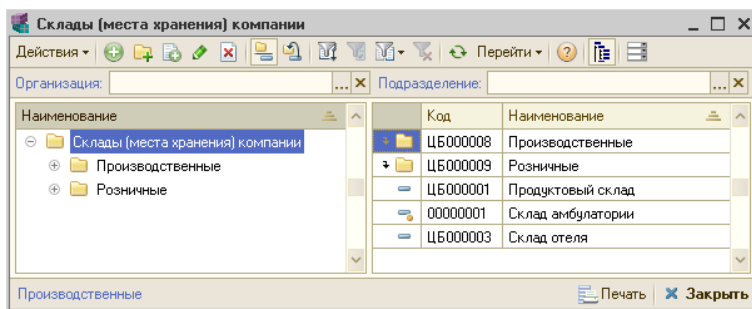 Склады (места хранения) компании
Действия Перейти
Организация: ... Подразделение: ...
Наименование Код Наименование
Склады (места хранения) компании ЦБ000008 Производственные
Производственные ЦБ000009 Розничные
Розничные ЦБ000001 Продуктовый склад
00000001 Склад амбулатории
ЦБ000003 Склад отеля
Производственные Печать Закрыть